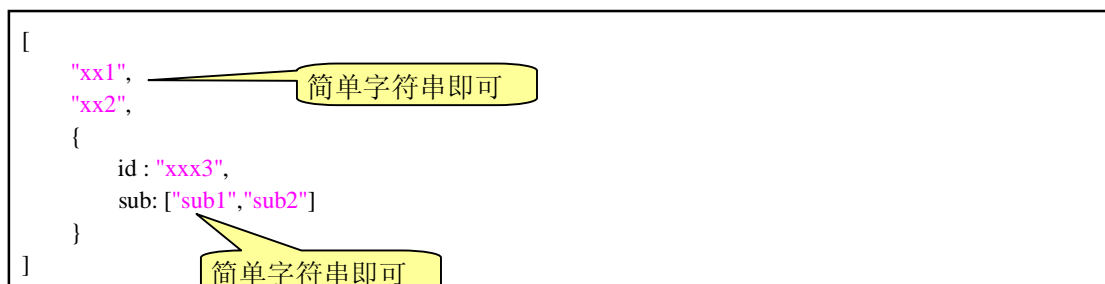 [
"xx1",
简单字符串即可
"xx2",
{
id : "xxx3",
sub: ["sub1","sub2"]
}
]
简单字符串即可